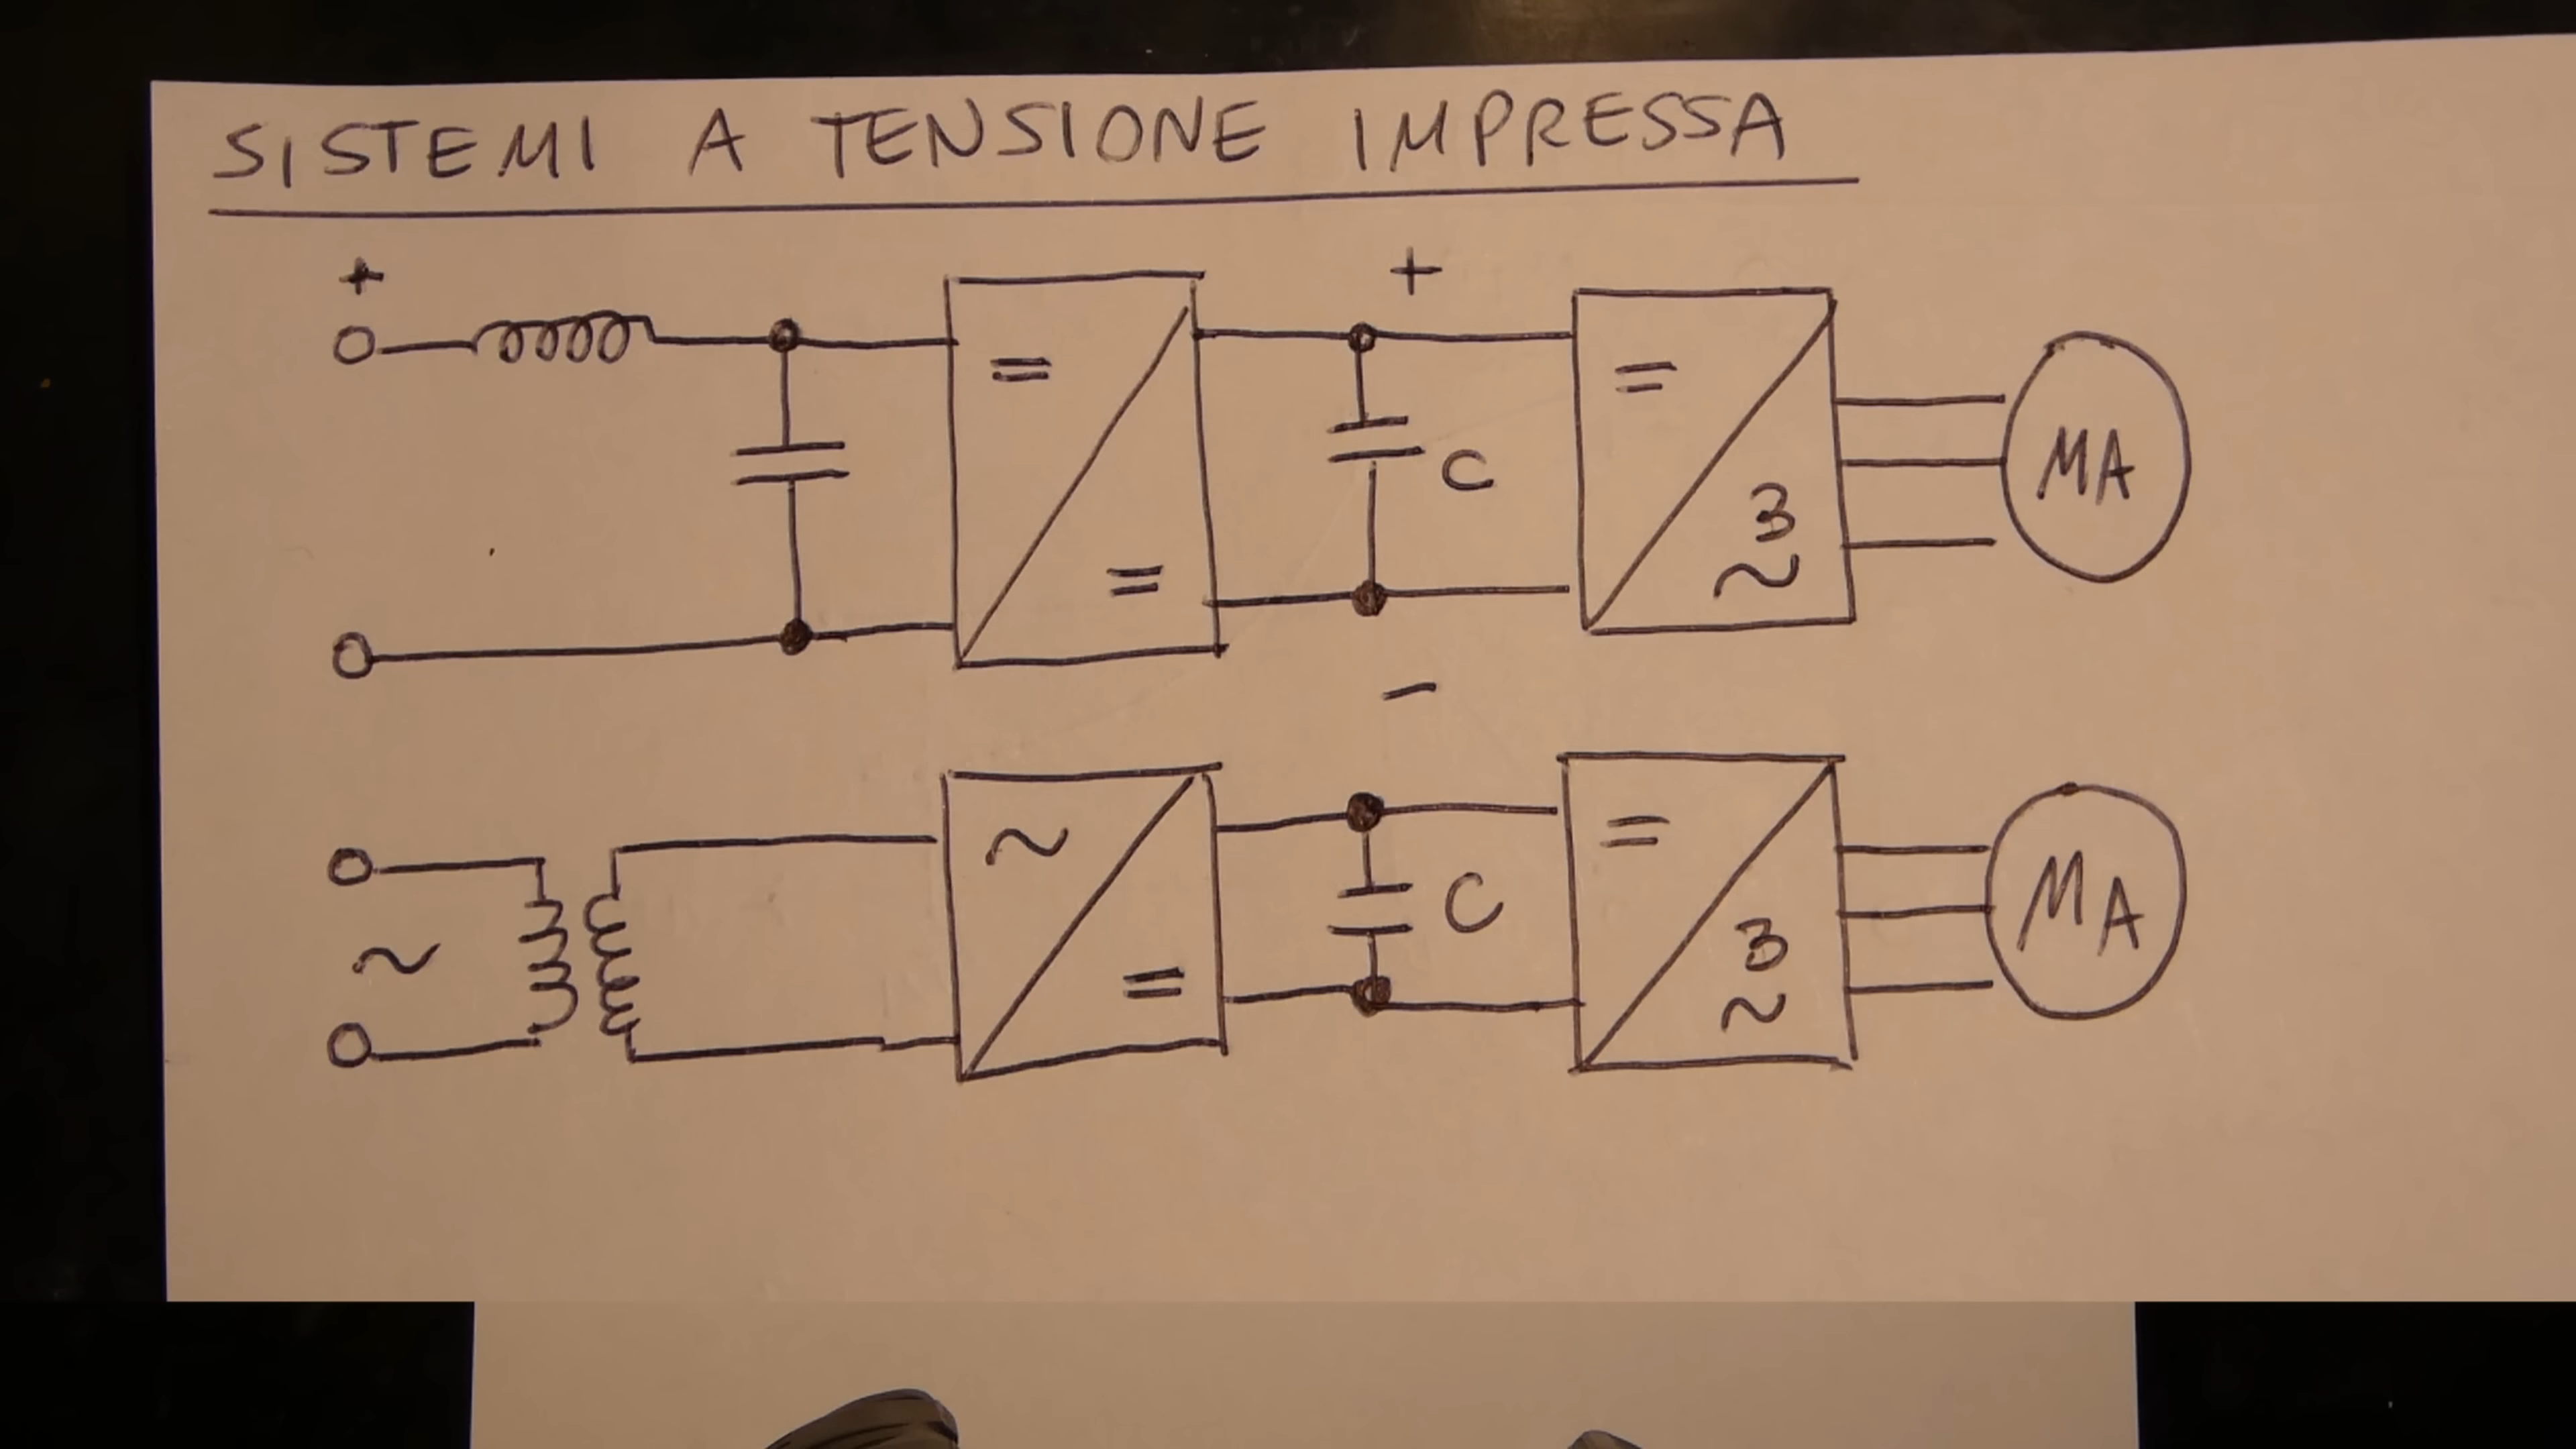 SISTEMI A TENSIONE IMPRESSA
+ +
= =
C
MA
3
= ~
-
~ =
C
MA
~
3
= ~